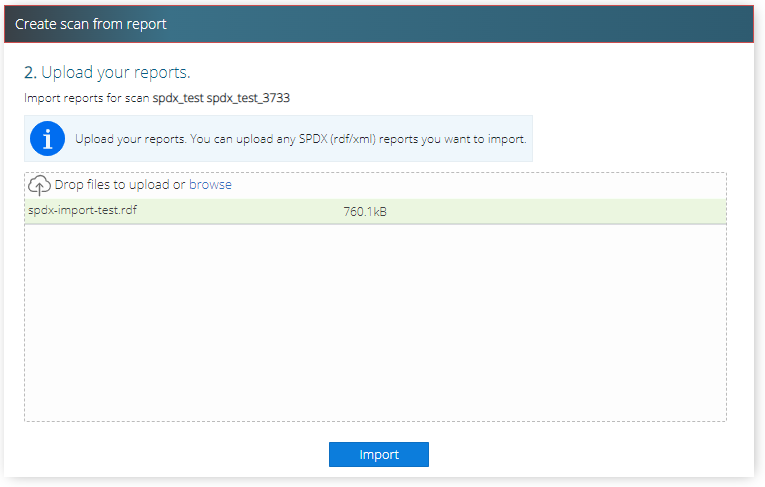 Create scan from report
2. Upload your reports.
Import reports for scan spdx_test spdx_test_3733
Upload your reports. You can upload any SPDX (rdf/xml) reports you want to import.
Drop files to upload or browse
spdx-import-test.rdf 760.1kB
Import